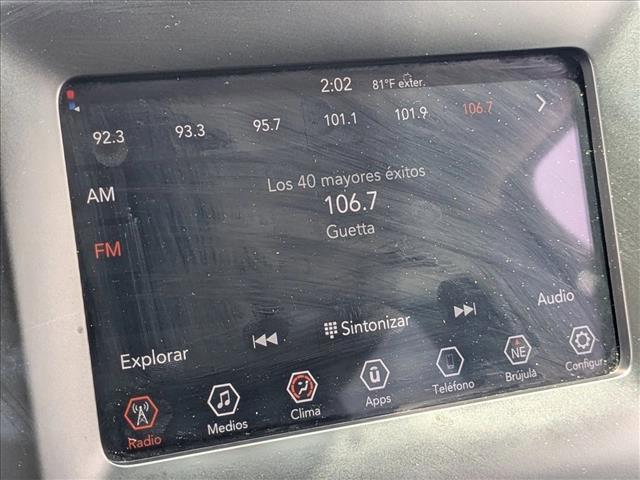 2:02 81°F exter.
92.3 93.3 95.7 101.1 101.9 106.7
Los 40 mayores éxitos
AM
106.7
Guetta
FM
Explorar
Sintonizar
Audio
Radio
Medios
Clima
Apps
Teléfono
NE
Brújula
Configur